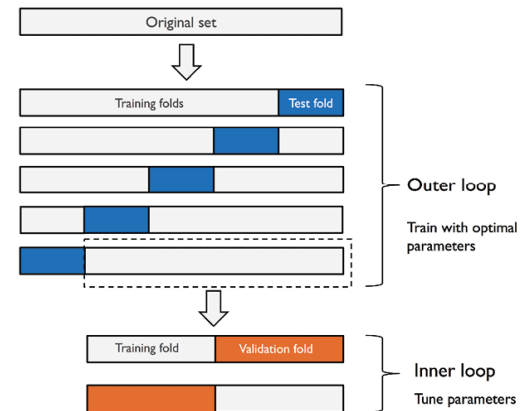 Original set
Training folds
Test fold
Outer loop
Train with optimal
parameters
Training fold
Validation fold
Inner loop
Tune parameters